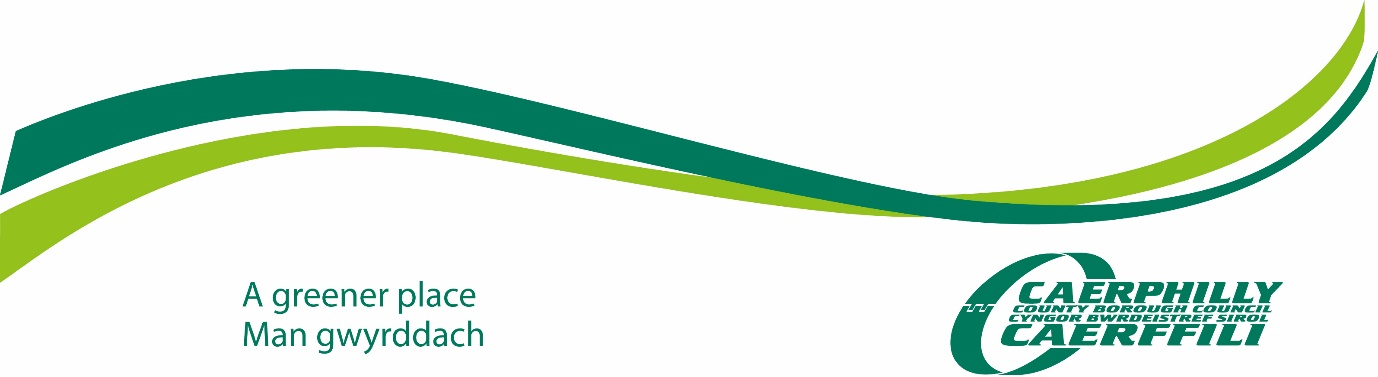 A greener place
Man gwyrddach
CAERPHILLY
COUNTY BOROUGH COUNCIL
CYNGOR BWRDEISTREF SIROL
CAERFFILI